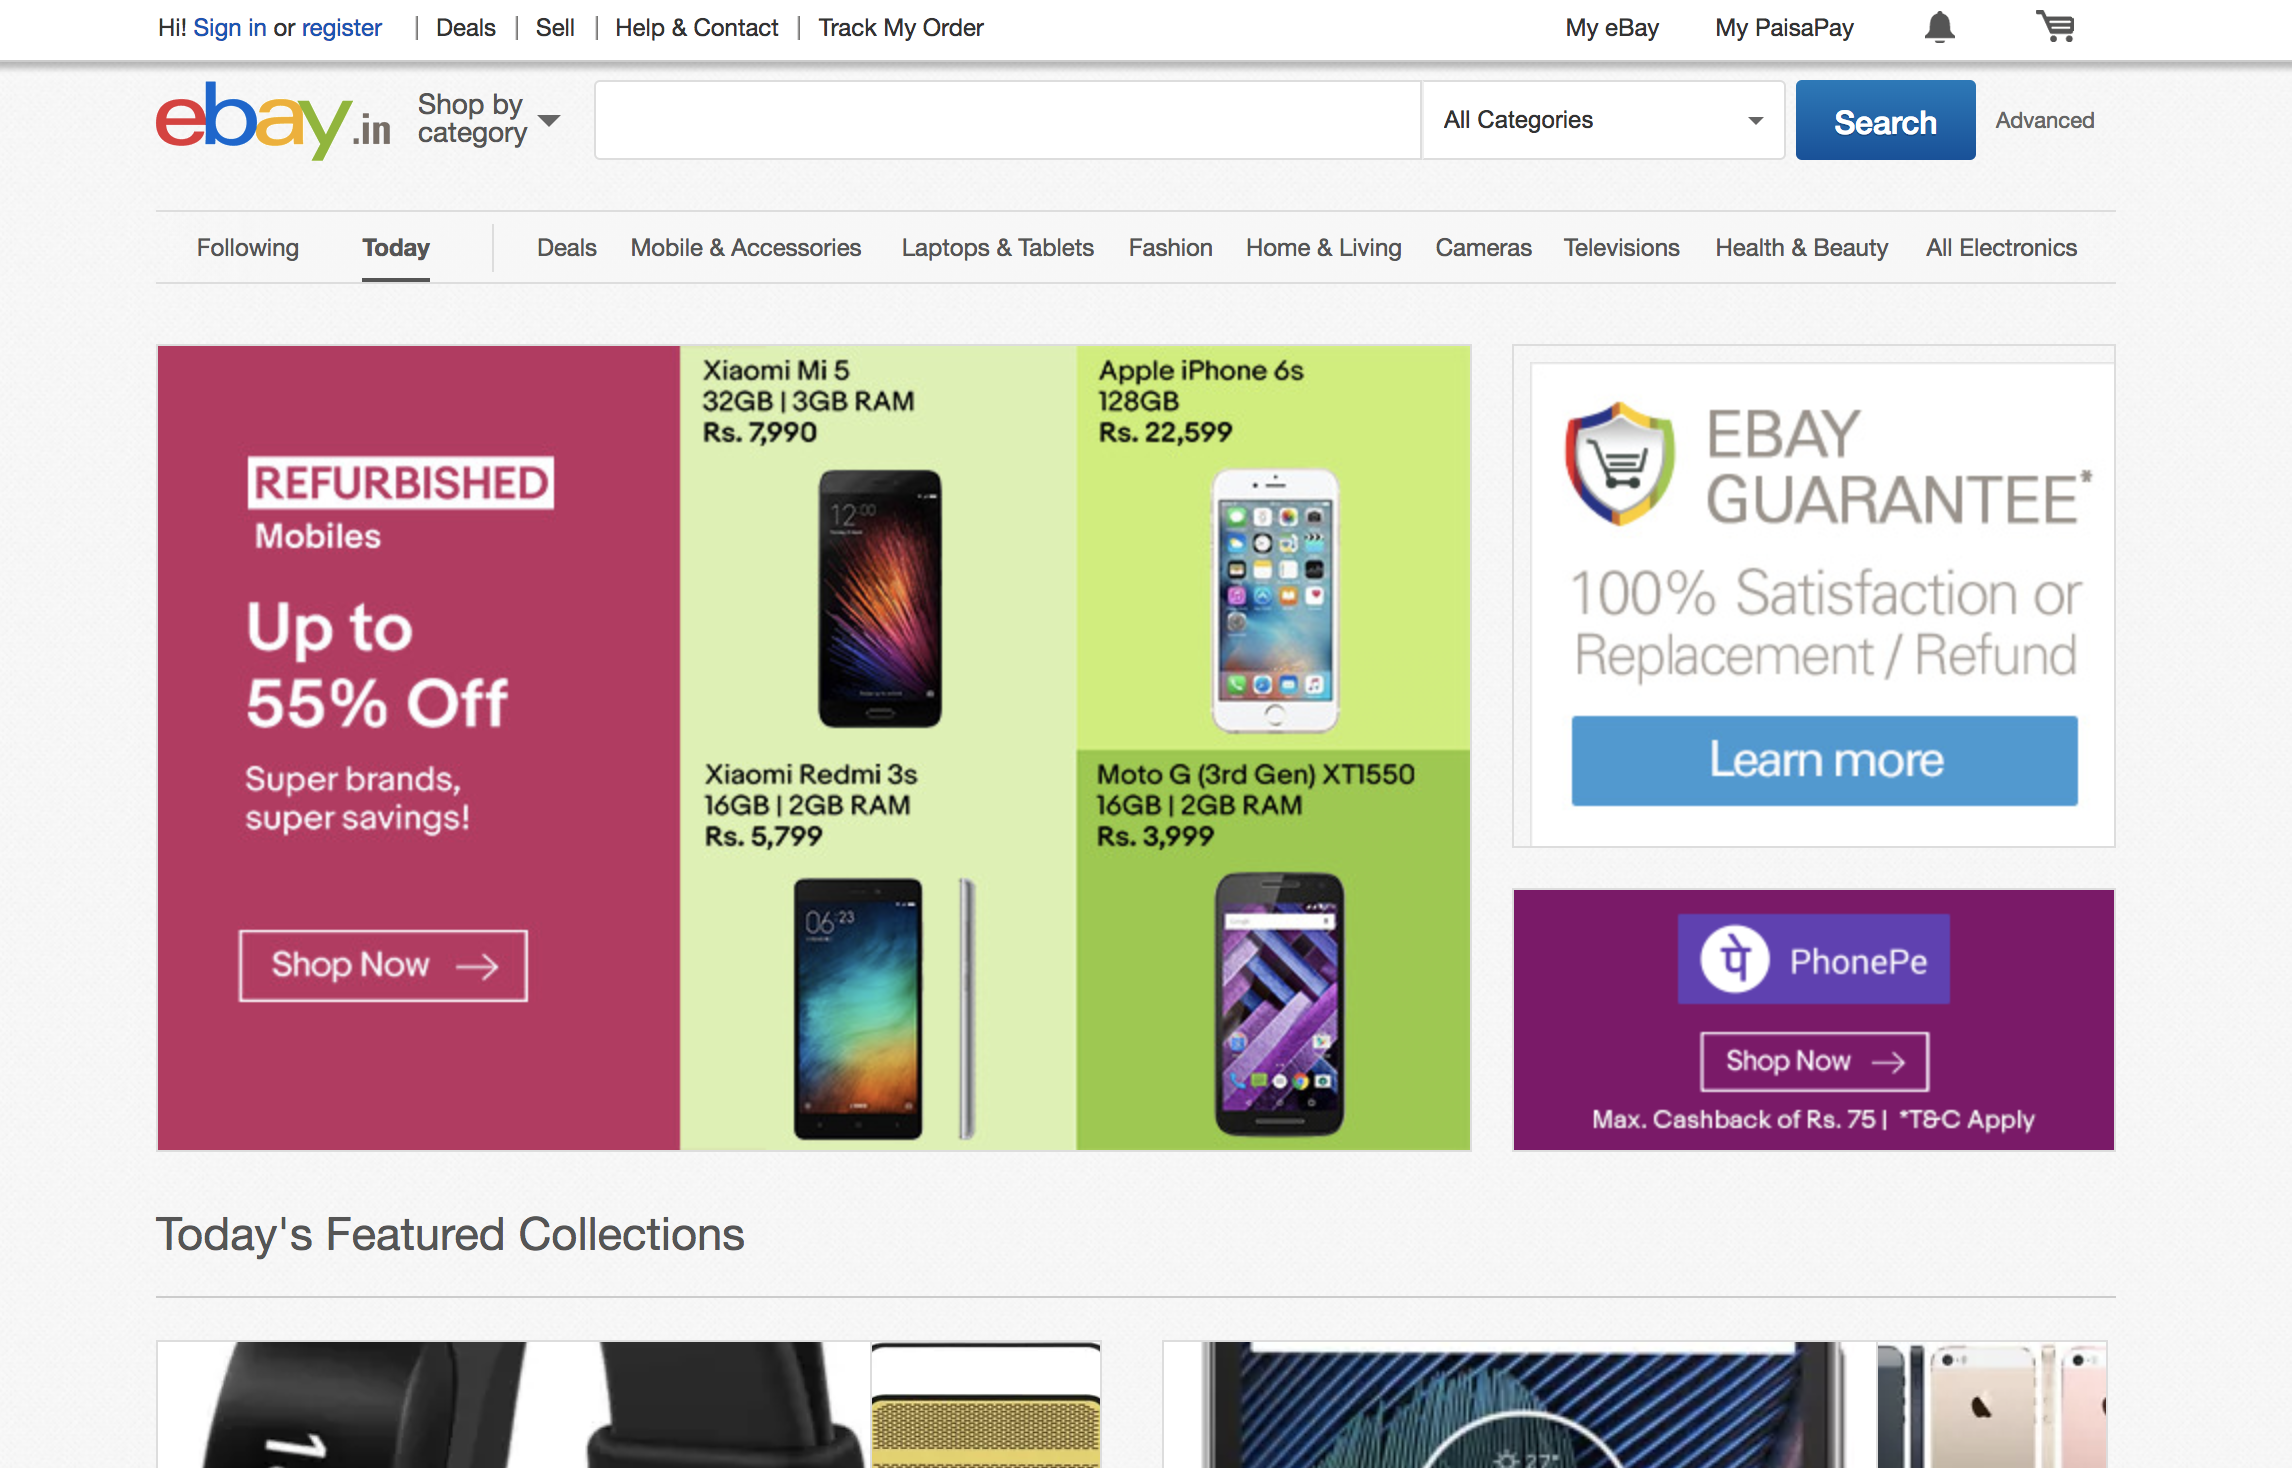 Hi! Sign in or register | Deals | Sell | Help & Contact | Track My Order
My eBay My PaisaPay
ebay.in
Shop by
category
All Categories
Search
Advanced
Following Today Deals Mobile & Accessories Laptops & Tablets Fashion Home & Living Cameras Televisions Health & Beauty All Electronics
REFURBISHED
Mobiles
Up to
55% Off
Super brands,
super savings!
Shop Now
Xiaomi Mi 5
32GB | 3GB RAM
Rs. 7,990
12:00
Apple iPhone 6s
128GB
Rs. 22,599
Xiaomi Redmi 3s
16GB | 2GB RAM
Rs. 5,799
06:23
Moto G (3rd Gen) XT1550
16GB | 2GB RAM
Rs. 3,999
EBAY
GUARANTEE*
100% Satisfaction or
Replacement / Refund
Learn more
पे PhonePe
Shop Now
Max. Cashback of Rs. 75 | *T&C Apply
Today's Featured Collections
27°